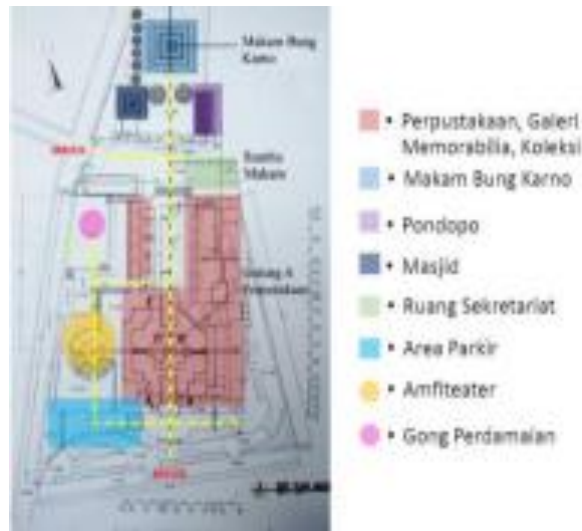 Makam Bung
Karno
Makam
• Perpustakaan, Galeri
Memorabilia, Koleksi
• Makam Bung Karno
• Pondopo
• Masjid
• Ruang Sekretariat
• Area Parkir
• Amfiteater
• Gong Perdamaian